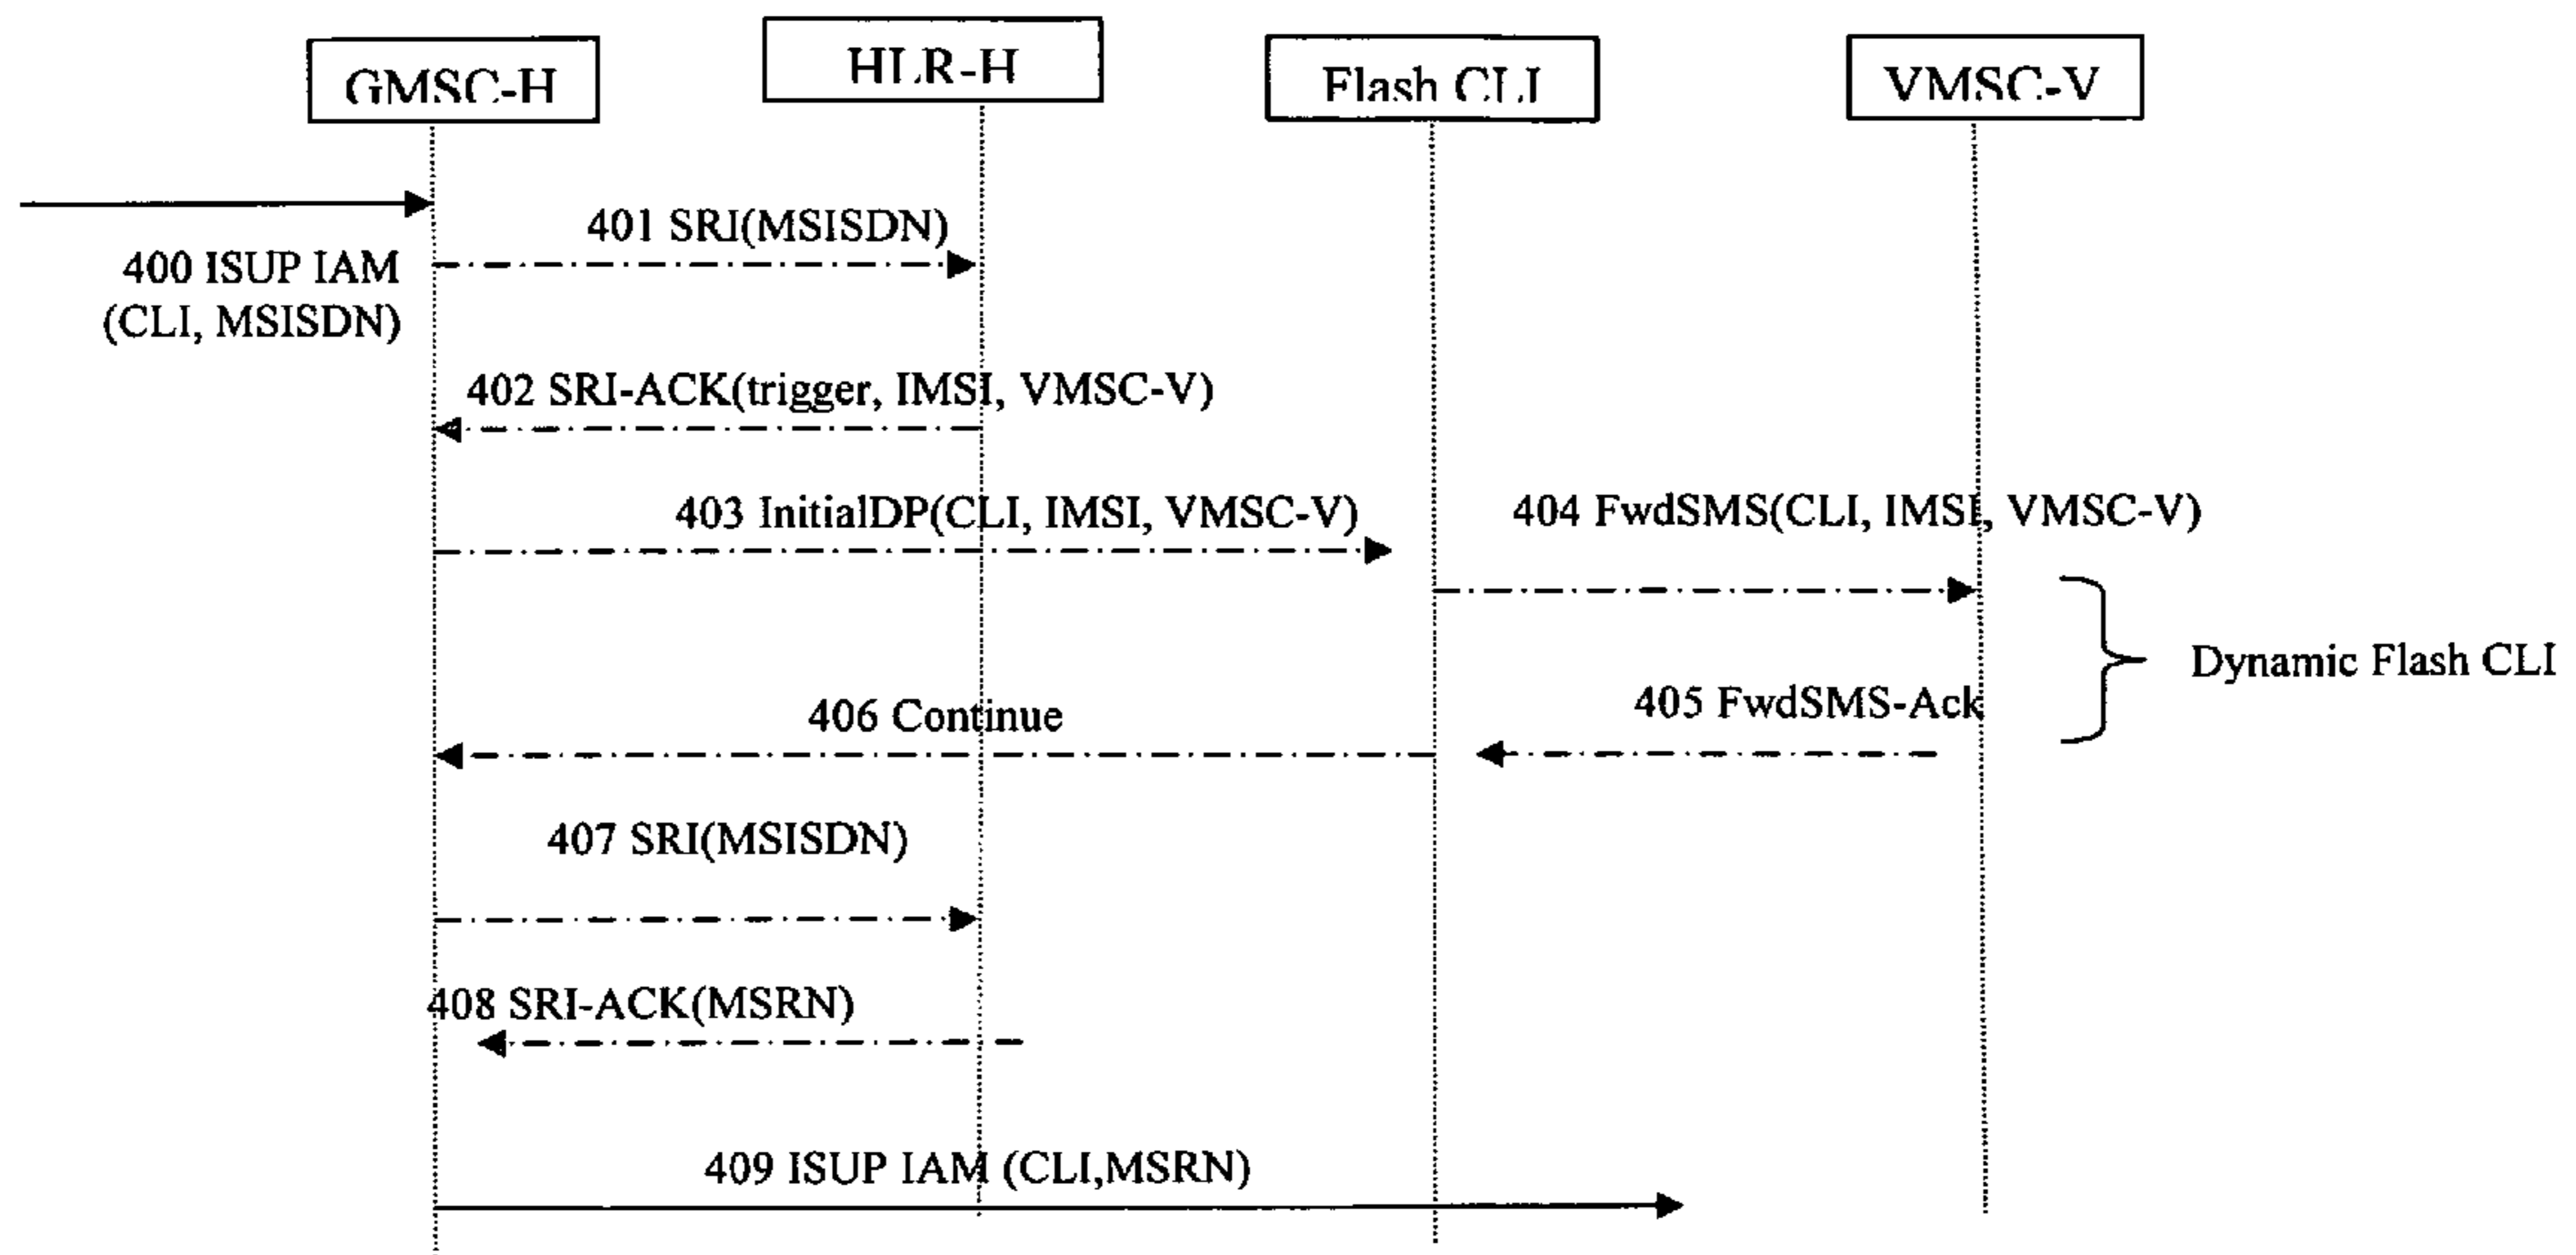 GMSC-H
HLR-H
Flash CLI
VMSC-V
401 SRI(MSISDN)
400 ISUP IAM
(CLI, MSISDN)
402 SRI-ACK(trigger, IMSI, VMSC-V)
403 InitialDP(CLI, IMSI, VMSC-V)
404 FwdSMS(CLI, IMSI, VMSC-V)
Dynamic Flash CLI
405 FwdSMS-Ack
406 Continue
407 SRI(MSISDN)
408 SRI-ACK(MSRN)
409 ISUP IAM (CLI,MSRN)